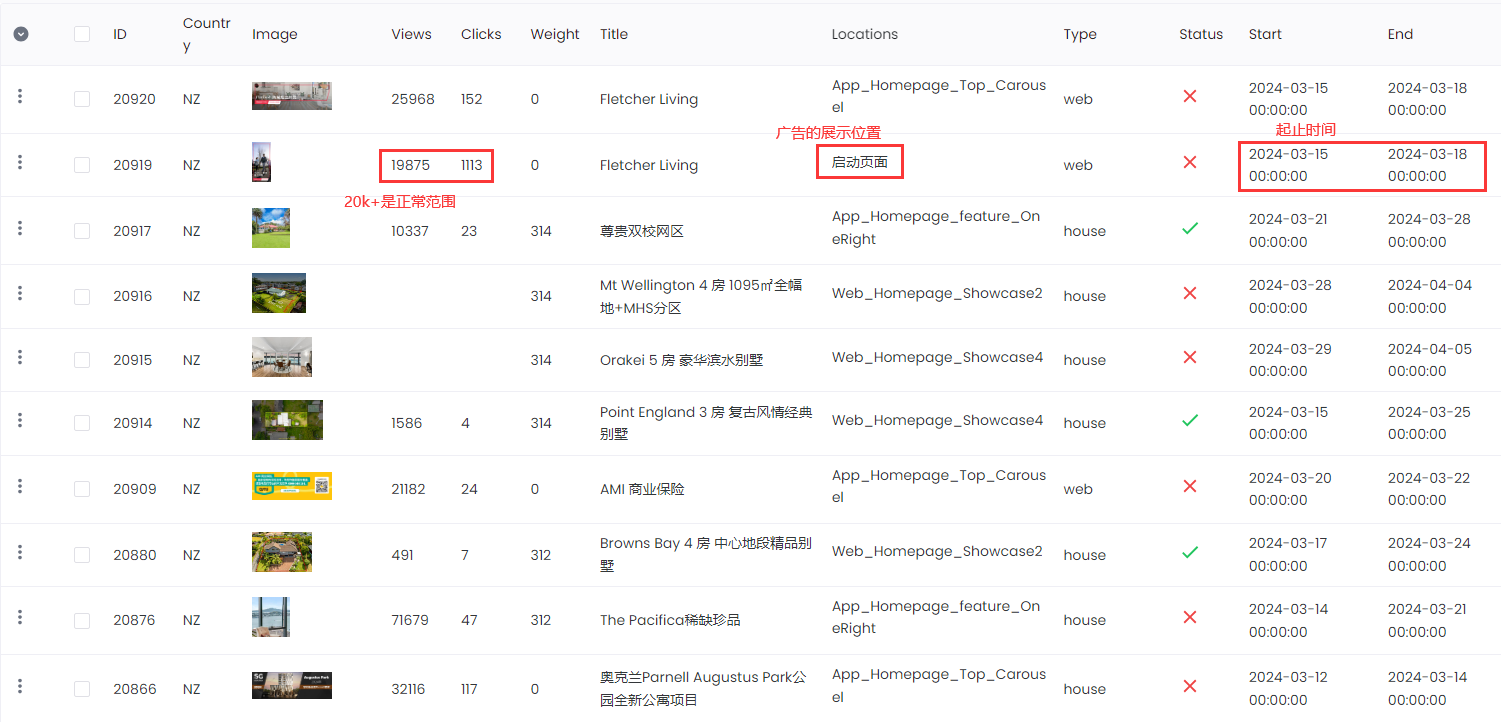 ID Countr
y Image Views Clicks Weight Title Locations Type Status Start End
20920 NZ 25968 152 0 Fletcher Living App_Homepage_Top_Carous
el web 2024-03-15
00:00:00 2024-03-18
00:00:00
广告的展示位置
起止时间
20919 NZ 19875 1113 0 Fletcher Living 启动页面 web 2024-03-15
00:00:00 2024-03-18
00:00:00
20k+是正常范围
20917 NZ 10337 23 314 尊贵双校网区 App_Homepage_feature_On
eRight house 2024-03-21
00:00:00 2024-03-28
00:00:00
20916 NZ 314 Mt Wellington 4 房 1095㎡全幅
地+MHS分区 Web_Homepage_Showcase2 house 2024-03-28
00:00:00 2024-04-04
00:00:00
20915 NZ 314 Orakei 5 房 豪华滨水别墅 Web_Homepage_Showcase4 house 2024-03-29
00:00:00 2024-04-05
00:00:00
20914 NZ 1586 4 314 Point England 3 房 复古风情经典
别墅 Web_Homepage_Showcase4 house 2024-03-15
00:00:00 2024-03-25
00:00:00
20909 NZ 21182 24 0 AMI 商业保险 App_Homepage_Top_Carous
el web 2024-03-20
00:00:00 2024-03-22
00:00:00
20880 NZ 491 7 312 Browns Bay 4 房 中心地段精品别
墅 Web_Homepage_Showcase2 house 2024-03-17
00:00:00 2024-03-24
00:00:00
20876 NZ 71679 47 312 The Pacifica稀缺珍品 App_Homepage_feature_On
eRight house 2024-03-14
00:00:00 2024-03-21
00:00:00
20866 NZ 32116 117 0 奥克兰Parnell Augustus Park公
园全新公寓项目 App_Homepage_Top_Carous
el house 2024-03-12
00:00:00 2024-03-14
00:00:00